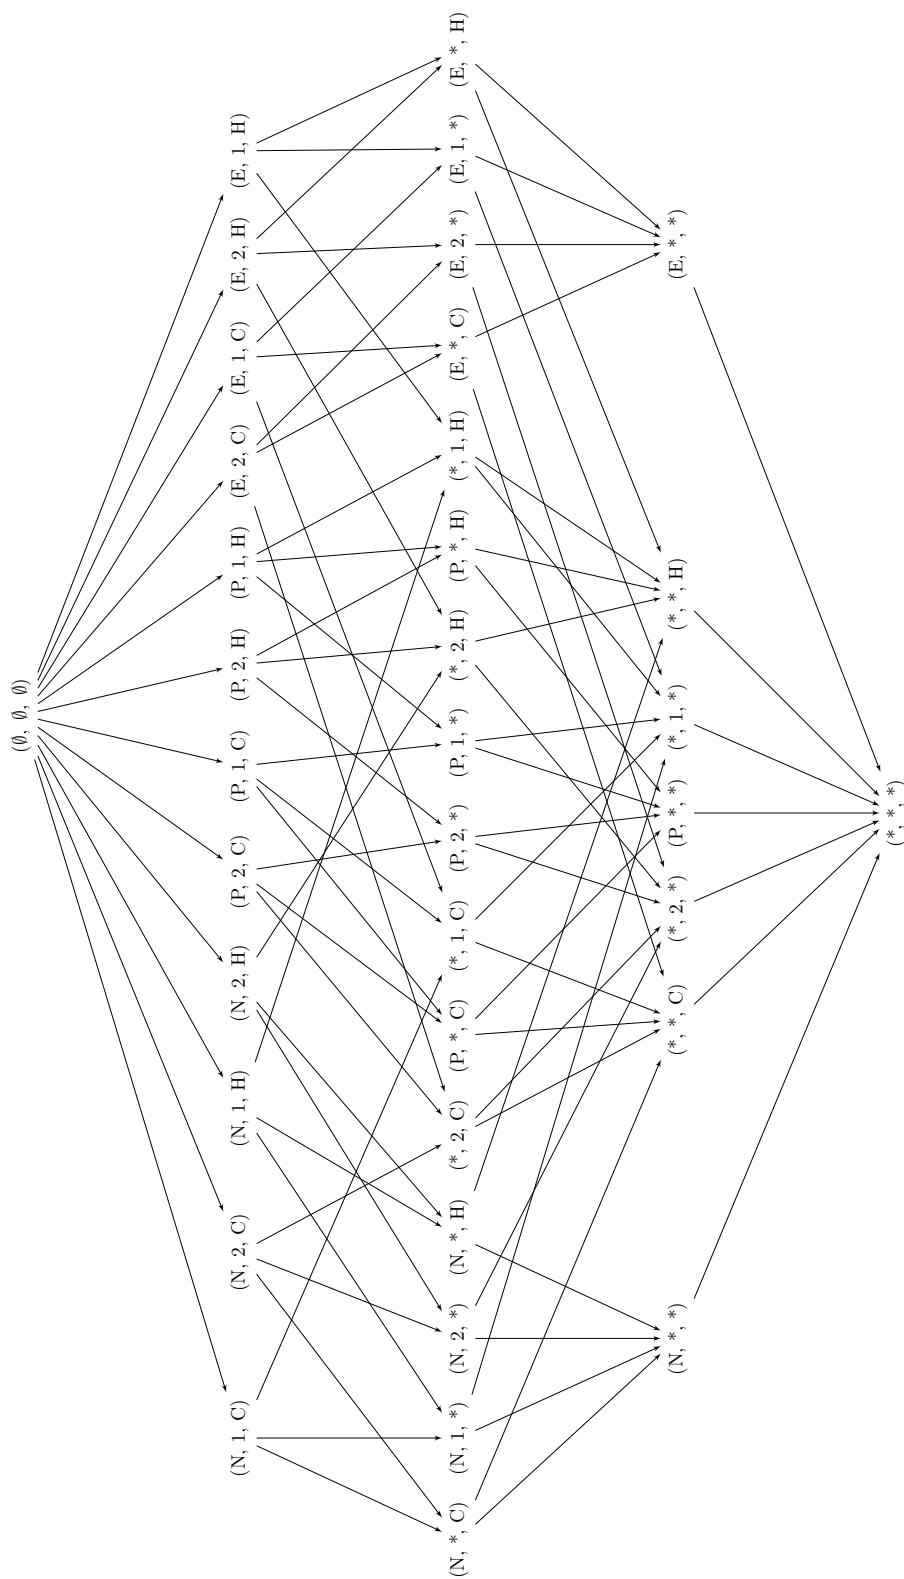 (∅, ∅, ∅)
(N, 1, C)
(N, 2, C)
(N, 1, H)
(N, 2, H)
(P, 2, C)
(P, 1, C)
(P, 2, H)
(P, 1, H)
(E, 2, C)
(E, 1, C)
(E, 2, H)
(E, 1, H)
(N, *, C)
(N, 1, *)
(N, 2, *)
(N, *, H)
(*, 2, C)
(P, *, C)
(*, 1, C)
(P, 2, *)
(P, 1, *)
(*, 2, H)
(P, *, H)
(*, 1, H)
(E, *, C)
(E, 2, *)
(E, 1, *)
(E, *, H)
(N, *, *)
(*, *, C)
(*, 2, *)
(P, *, *)
(*, 1, *)
(*, *, H)
(E, *, *)
(*, *, *)